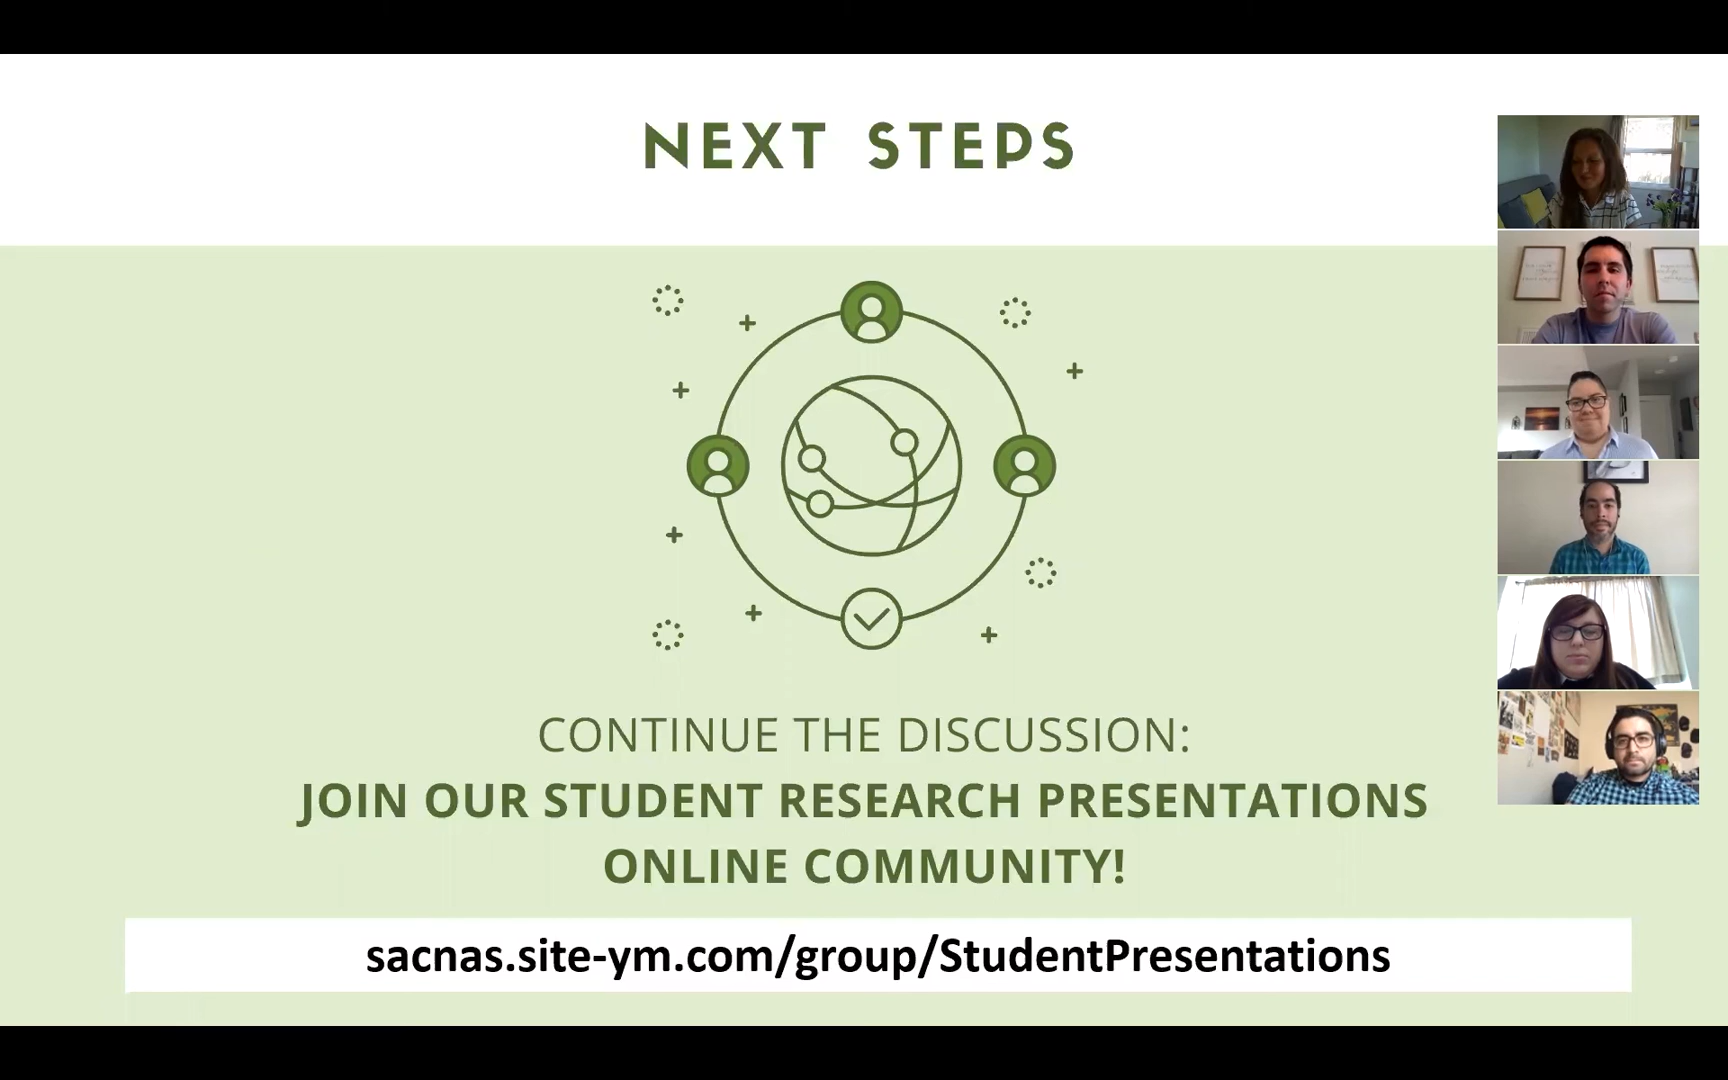 NEXT STEPS
CONTINUE THE DISCUSSION:
JOIN OUR STUDENT RESEARCH PRESENTATIONS
ONLINE COMMUNITY!
sacnas.site-ym.com/group/StudentPresentations